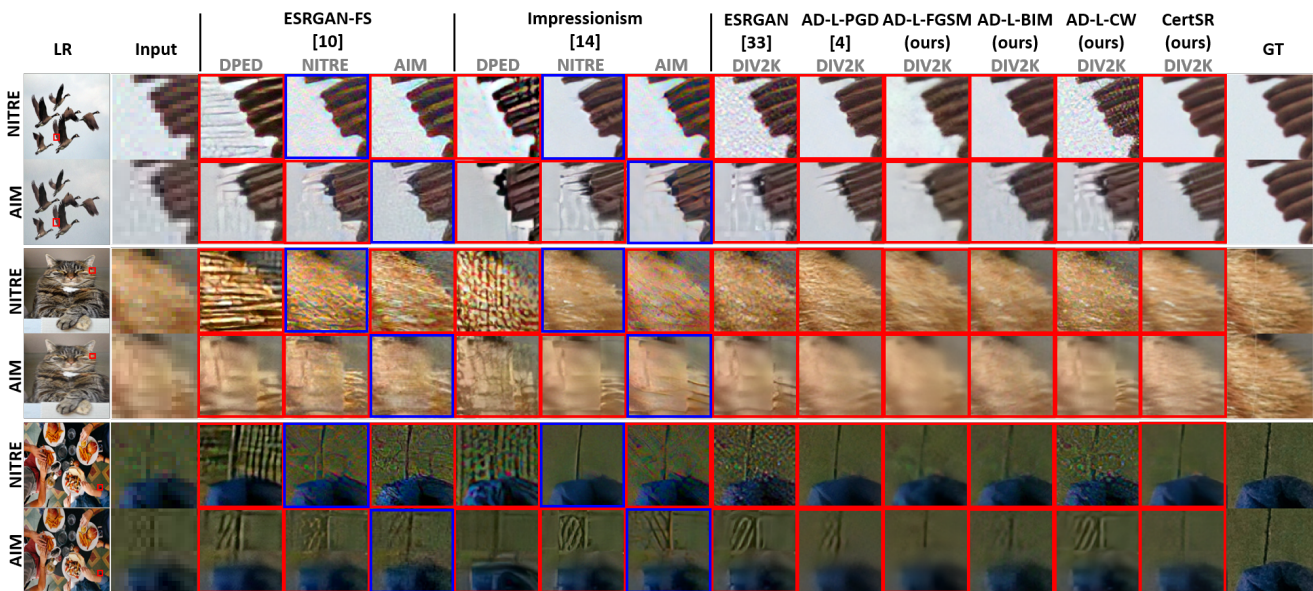 ESRGAN-FS Impressionism ESRGAN AD-L-PGD AD-L-FGSM AD-L-BIM AD-L-CW CertSR
LR Input [10] [14] [33] [4] (ours) (ours) (ours) (ours) GT
DPED NITRE AIM DPED NITRE AIM DIV2K DIV2K DIV2K DIV2K DIV2K DIV2K
NITRE
AIM
NITRE
AIM
NITRE
AIM